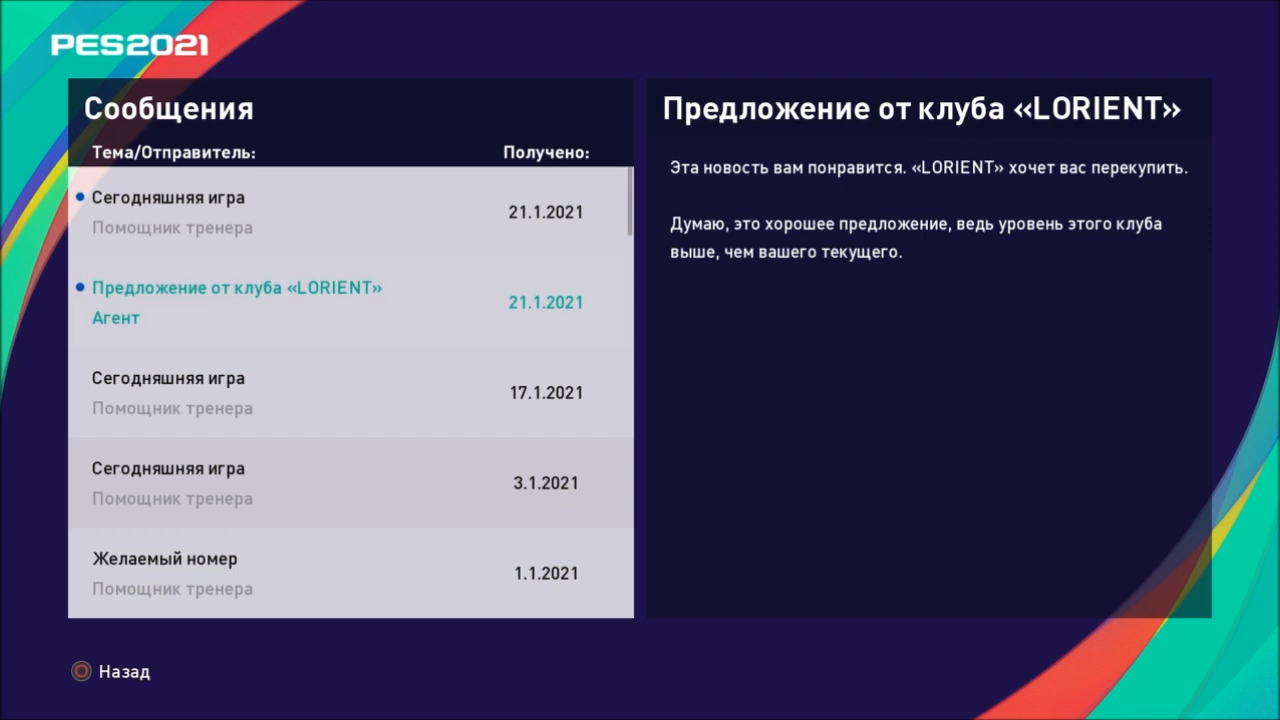 PES2021
Сообщения
Тема/Отправитель: Получено:
Сегодняшняя игра
Помощник тренера
21.1.2021
Предложение от клуба «LORIENT»
Агент
21.1.2021
Сегодняшняя игра
Помощник тренера
17.1.2021
Сегодняшняя игра
Помощник тренера
3.1.2021
Желаемый номер
Помощник тренера
1.1.2021
Предложение от клуба «LORIENT»
Эта новость вам понравится. «LORIENT» хочет вас перекупить.
Думаю, это хорошее предложение, ведь уровень этого клуба
выше, чем вашего текущего.
Назад